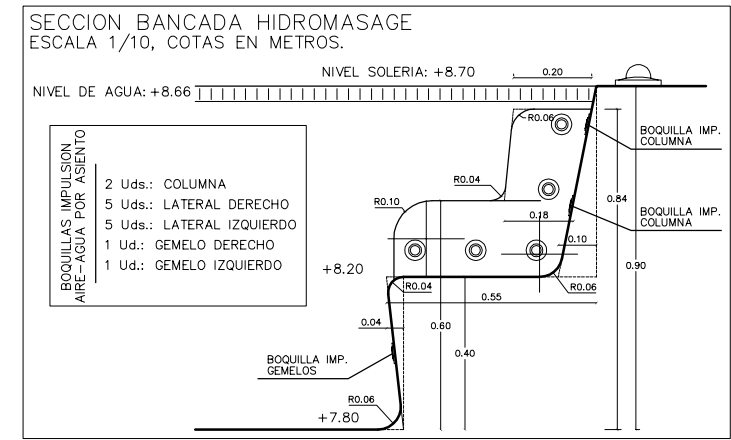 SECCION BANCADA HIDROMASAGE
ESCALA 1/10, COTAS EN METROS.
NIVEL SOLERIA: +8.70
0.20
NIVEL DE AGUA: +8.66
R0.06
BOQUILLA IMP.
COLUMNA
BOQUILLAS IMPULSION
AIRE-AGUA POR ASIENTO
2 Uds.: COLUMNA
5 Uds.: LATERAL DERECHO
5 Uds.: LATERAL IZQUIERDO
1 Ud.: GEMELO DERECHO
1 Ud.: GEMELO IZQUIERDO
R0.04
R0.10
0.84
0.18
BOQUILLA IMP.
COLUMNA
0.10
+8.20
0.90
R0.04
R0.06
0.55
0.04
0.60
0.40
BOQUILLA IMP.
GEMELOS
R0.06
+7.80